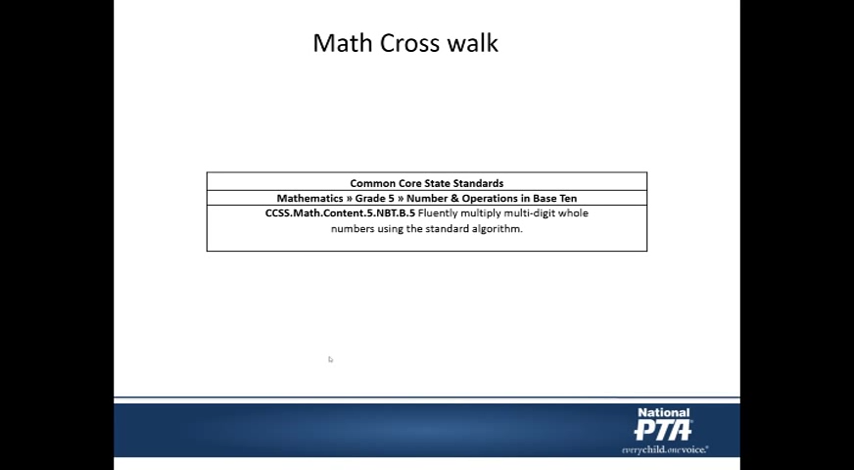 Math Cross walk
Common Core State Standards
Mathematics » Grade 5 » Number & Operations in Base Ten
CCSS.Math.Content.5.NBT.B.5 Fluently multiply multi-digit whole
numbers using the standard algorithm.
National
PTA
everychild.onevoice.®